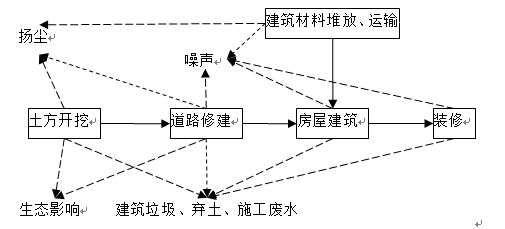 建筑材料堆放、运输
扬尘
噪声
土方开挖
道路修建
房屋建筑
装修
生态影响
建筑垃圾、弃土、施工废水